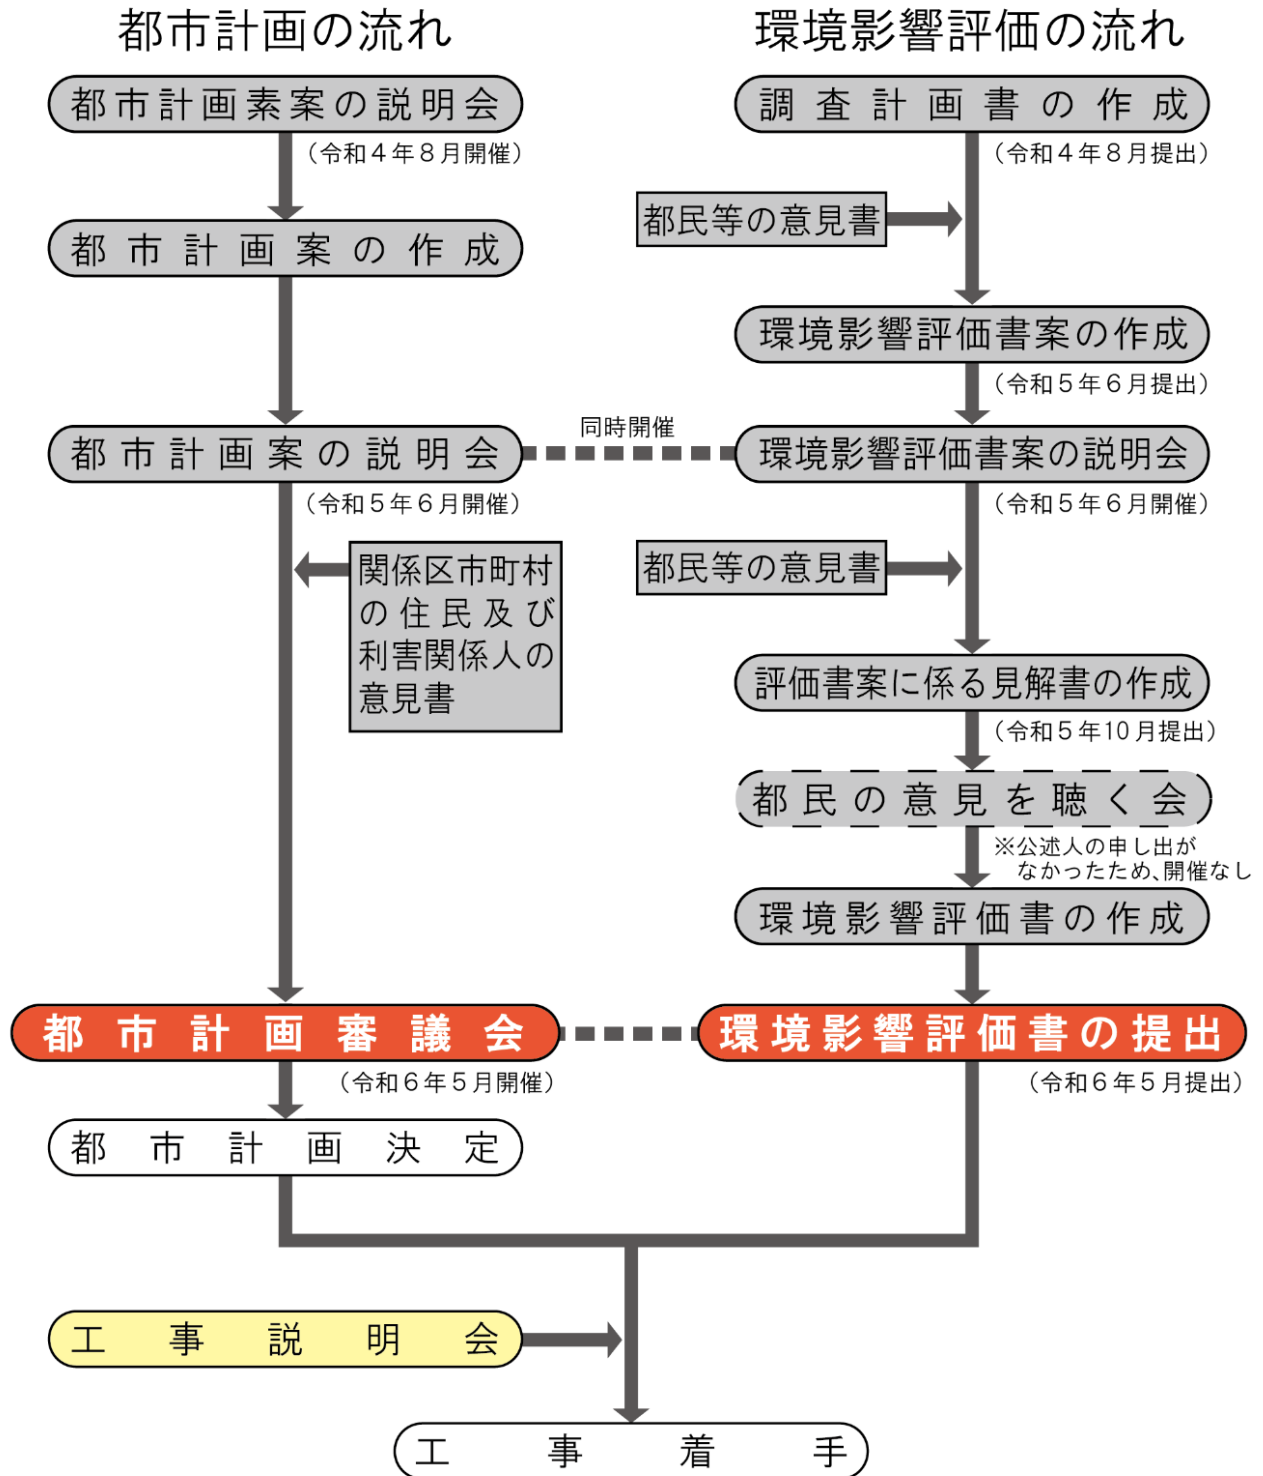 都市計画の流れ
都市計画素案の説明会
（令和４年８月開催）
都市計画案の作成
都市計画案の説明会
（令和５年６月開催）
関係区市町村
の住民及び
利害関係人の
意見書
都市計画審議会
（令和６年５月開催）
都市計画決定
同時開催
環境影響評価の流れ
調査計画書の作成
（令和４年８月提出）
都民等の意見書
環境影響評価書案の作成
（令和５年６月提出）
環境影響評価書案の説明会
（令和５年６月開催）
都民等の意見書
評価書案に係る見解書の作成
（令和５年10月提出）
都民の意見を聴く会
※公述人の申し出が
なかったため、開催なし
環境影響評価書の作成
環境影響評価書の提出
（令和６年５月提出）
工事説明会
工事着手